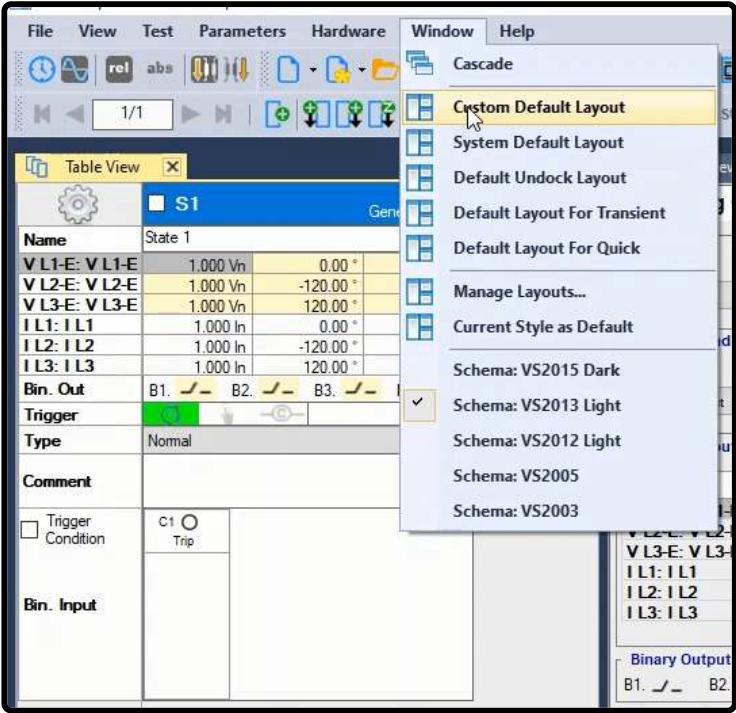 File View Test Parameters Hardware Window Help
rel abs
1/1
Cascade
Custom Default Layout
System Default Layout
Default Undock Layout
Default Layout For Transient
Default Layout For Quick
Manage Layouts...
Current Style as Default
Schema: VS2015 Dark
Schema: VS2013 Light
Schema: VS2012 Light
Schema: VS2005
Schema: VS2003
Table View
S1
Name State 1
V L1-E: V L1-E 1.000 Vn 0.00 °
V L2-E: V L2-E 1.000 Vn -120.00 °
V L3-E: V L3-E 1.000 Vn 120.00 °
I L1: I L1 1.000 In 0.00 °
I L2: I L2 1.000 In -120.00 °
I L3: I L3 1.000 In 120.00 °
Bin. Out B1. B2. B3.
Trigger
Type Normal
Comment
Trigger
Condition
C1
Trip
Bin. Input
V L3-E: V L3-
I L1: I L1
I L2: I L2
I L3: I L3
Binary Output
B1. B2.